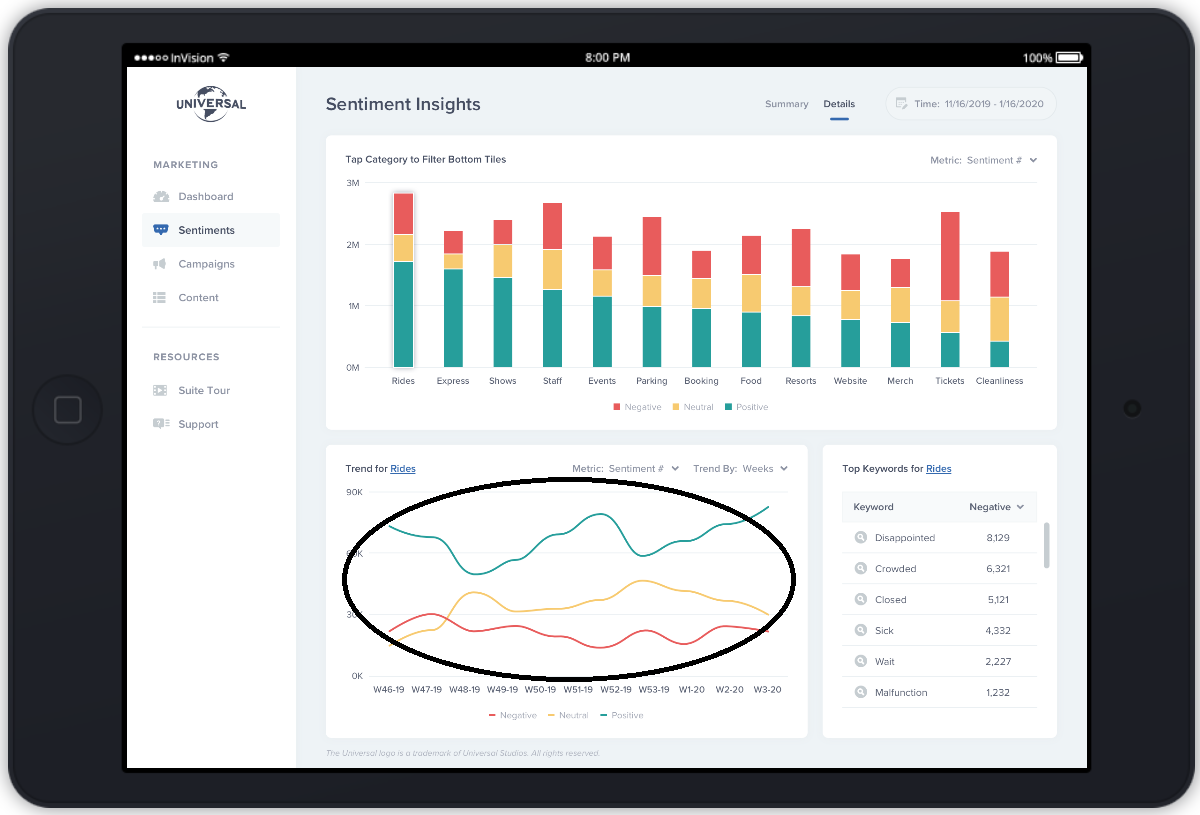 InVision
8:00 PM
100%
UNIVERSAL
MARKETING
Dashboard
Sentiments
Campaigns
Content
RESOURCES
Suite Tour
Support
Sentiment Insights
Summary
Details
Time: 11/16/2019 - 1/16/2020
Tap Category to Filter Bottom Tiles
Metric: Sentiment #
3M
2M
1M
0M
Rides Express Shows Staff Events Parking Booking Food Resorts Website Merch Tickets Cleanliness
Negative Neutral Positive
Trend for Rides
Metric: Sentiment #
Trend By: Weeks
90K
0K
W46-19 W47-19 W48-19 W49-19 W50-19 W51-19 W52-19 W53-19 W1-20 W2-20 W3-20
Negative Neutral Positive
Top Keywords for Rides
Keyword Negative
Disappointed 8,129
Crowded 6,321
Closed 5,121
Sick 4,332
Wait 2,227
Malfunction 1,232
The Universal logo is a trademark of Universal Studios. All rights reserved.